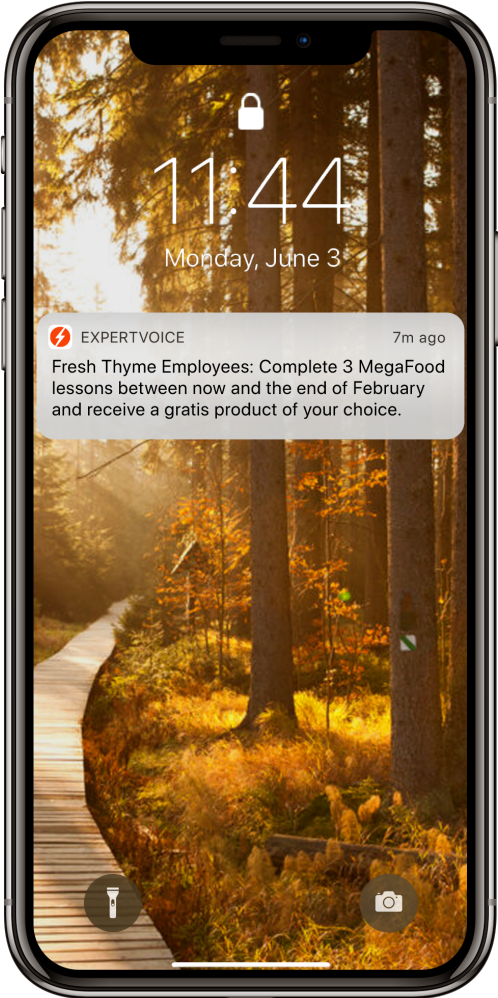 11:44
Monday, June 3
EXPERTVOICE 7m ago
Fresh Thyme Employees: Complete 3 MegaFood
lessons between now and the end of February
and receive a gratis product of your choice.